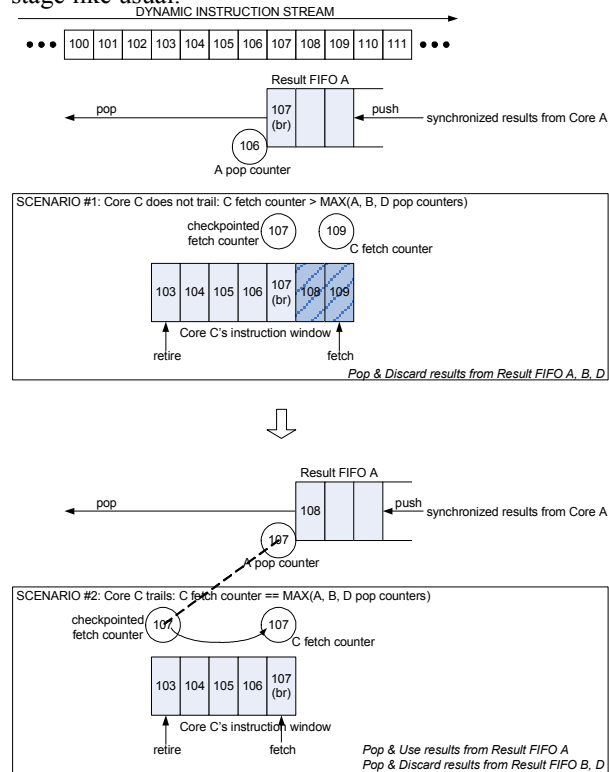 stage like usual.
DYNAMIC INSTRUCTION STREAM
100 101 102 103 104 105 106 107 108 109 110 111
Result FIFO A
pop
107
(br)
push
synchronized results from Core A
106
A pop counter
SCENARIO #1: Core C does not trail: C fetch counter > MAX(A, B, D pop counters)
checkpointed
fetch counter
107
109
C fetch counter
103 104 105 106 107 108 109
(br)
Core C's instruction window
retire
fetch
Pop & Discard results from Result FIFO A, B, D
Result FIFO A
pop
108
push
synchronized results from Core A
107
A pop counter
SCENARIO #2: Core C trails: C fetch counter == MAX(A, B, D pop counters)
checkpointed
fetch counter
107
107
C fetch counter
103 104 105 106 107
(br)
Core C's instruction window
retire
fetch
Pop & Use results from Result FIFO A
Pop & Discard results from Result FIFO B, D